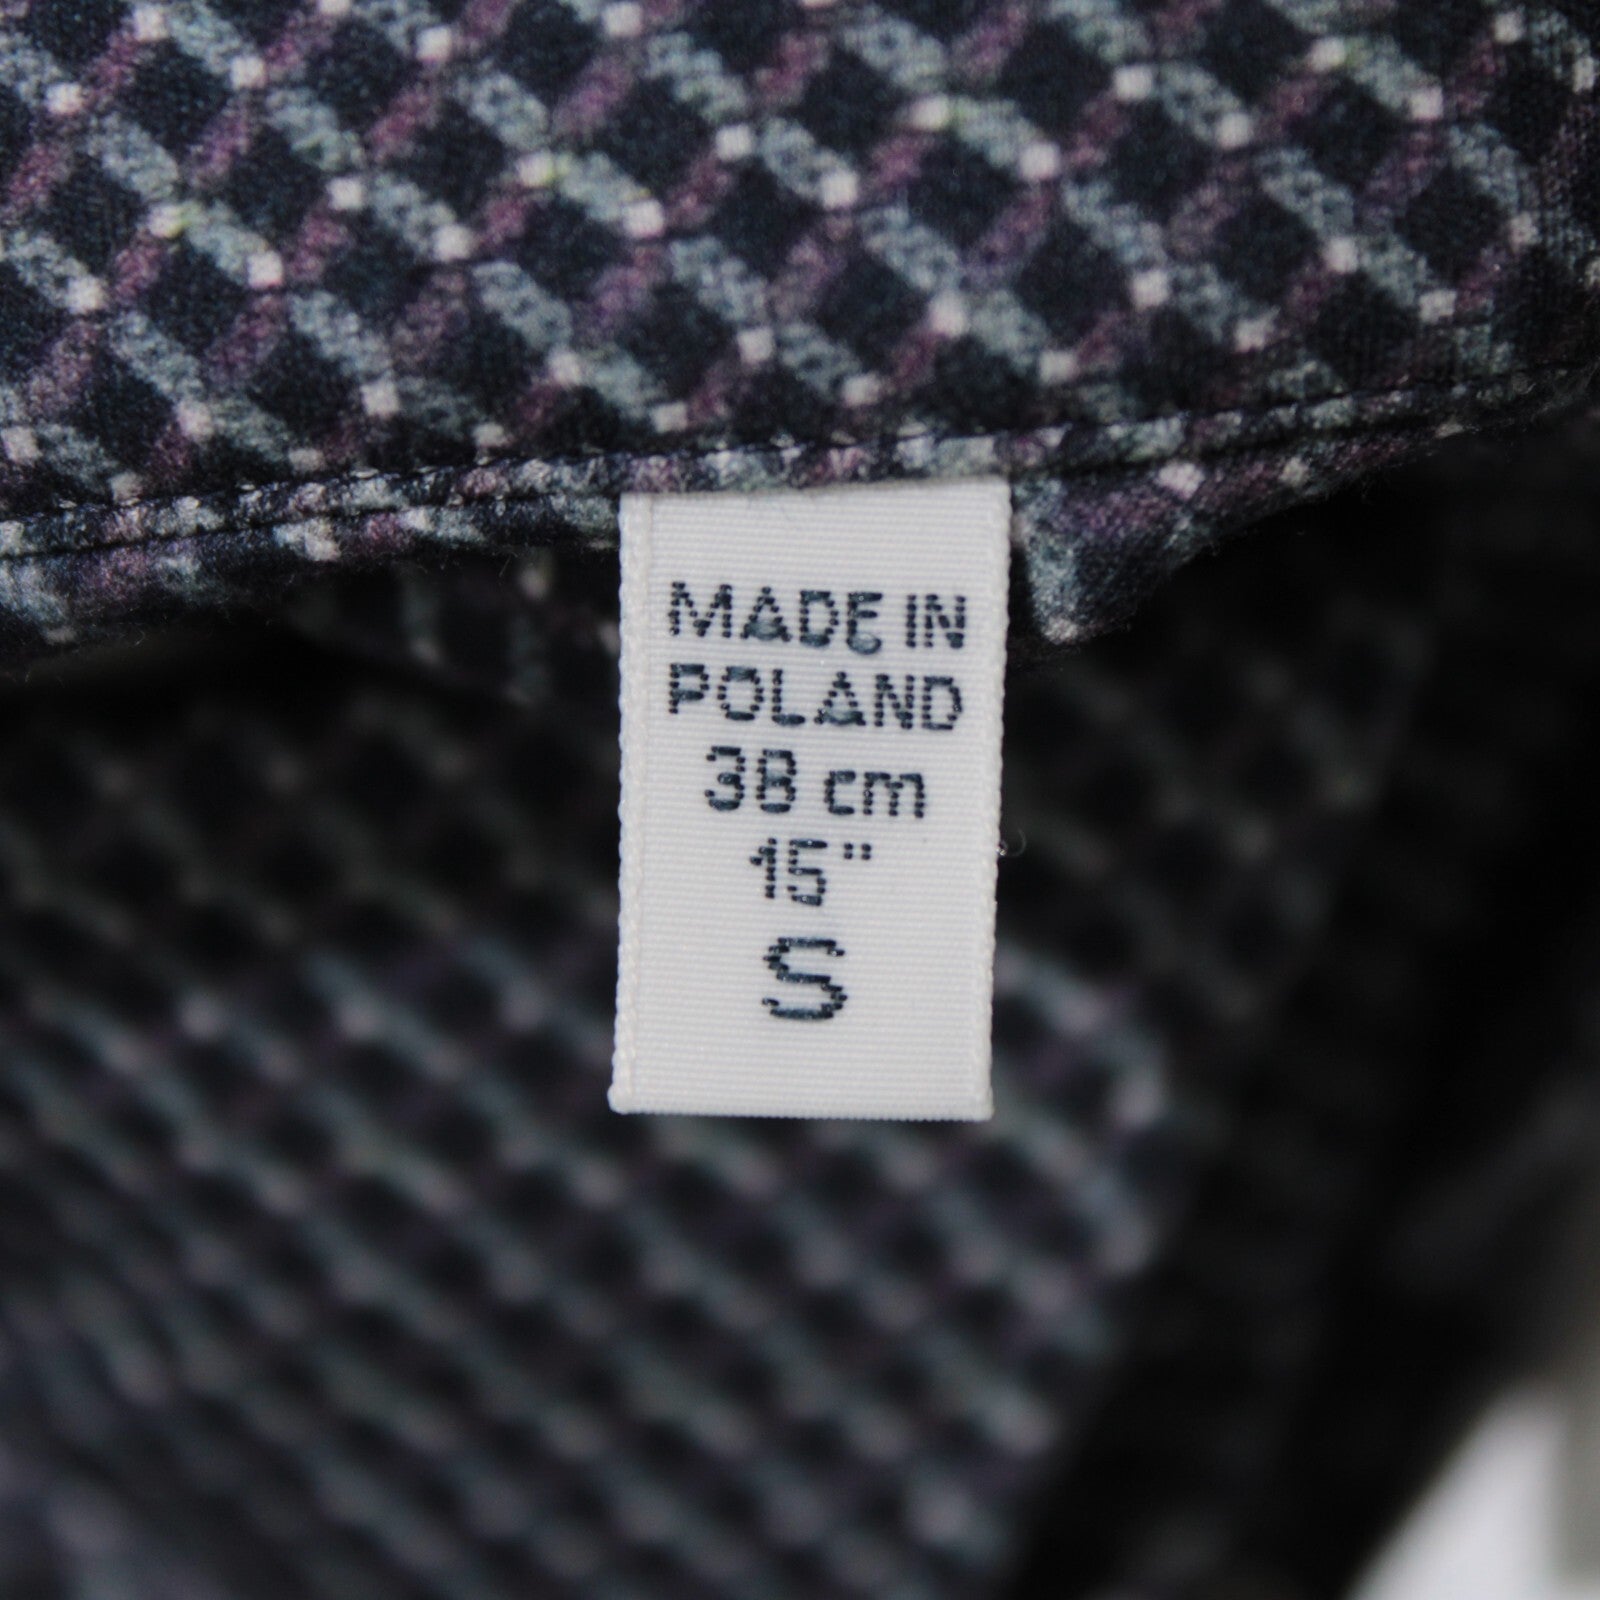 MADE IN
POLAND
38 cm
15"
S